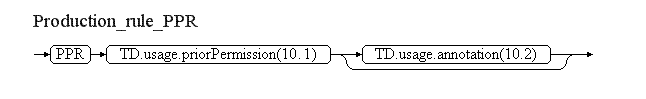 Production_rule_PPR
PPR TD.usage.priorPermission(10.1) TD.usage.annotation(10.2)